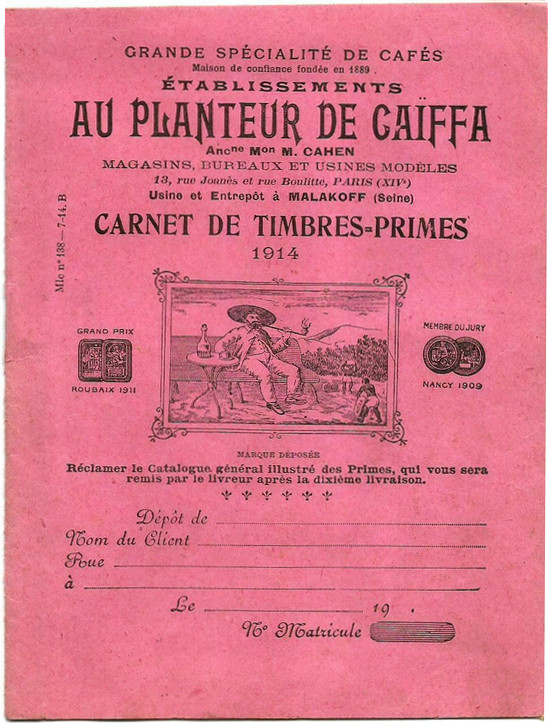 GRANDE SPÉCIALITÉ DE CAFÉS
Maison de confiance fondée en 1889
ÉTABLISSEMENTS
AU PLANTEUR DE CAÏFFA
Ancne Mon M. CAHEN
MAGASINS, BUREAUX ET USINES MODÈLES
13, rue Joanès et rue Boulitte, PARIS (XIVe)
Usine et Entrepôt à MALAKOFF (Seine)
CARNET DE TIMBRES=PRIMES
1914
Mle n° 138 — 7-14. B
GRAND PRIX
ROUBAIX 1911
MEMBRE DU JURY
NANCY 1909
MARQUE DÉPOSÉE
Réclamer le Catalogue général illustré des Primes, qui vous sera
remis par le livreur après la dixième livraison.
Dépôt de
Nom du Client
Rue
à
Le 19 .
No Matricule